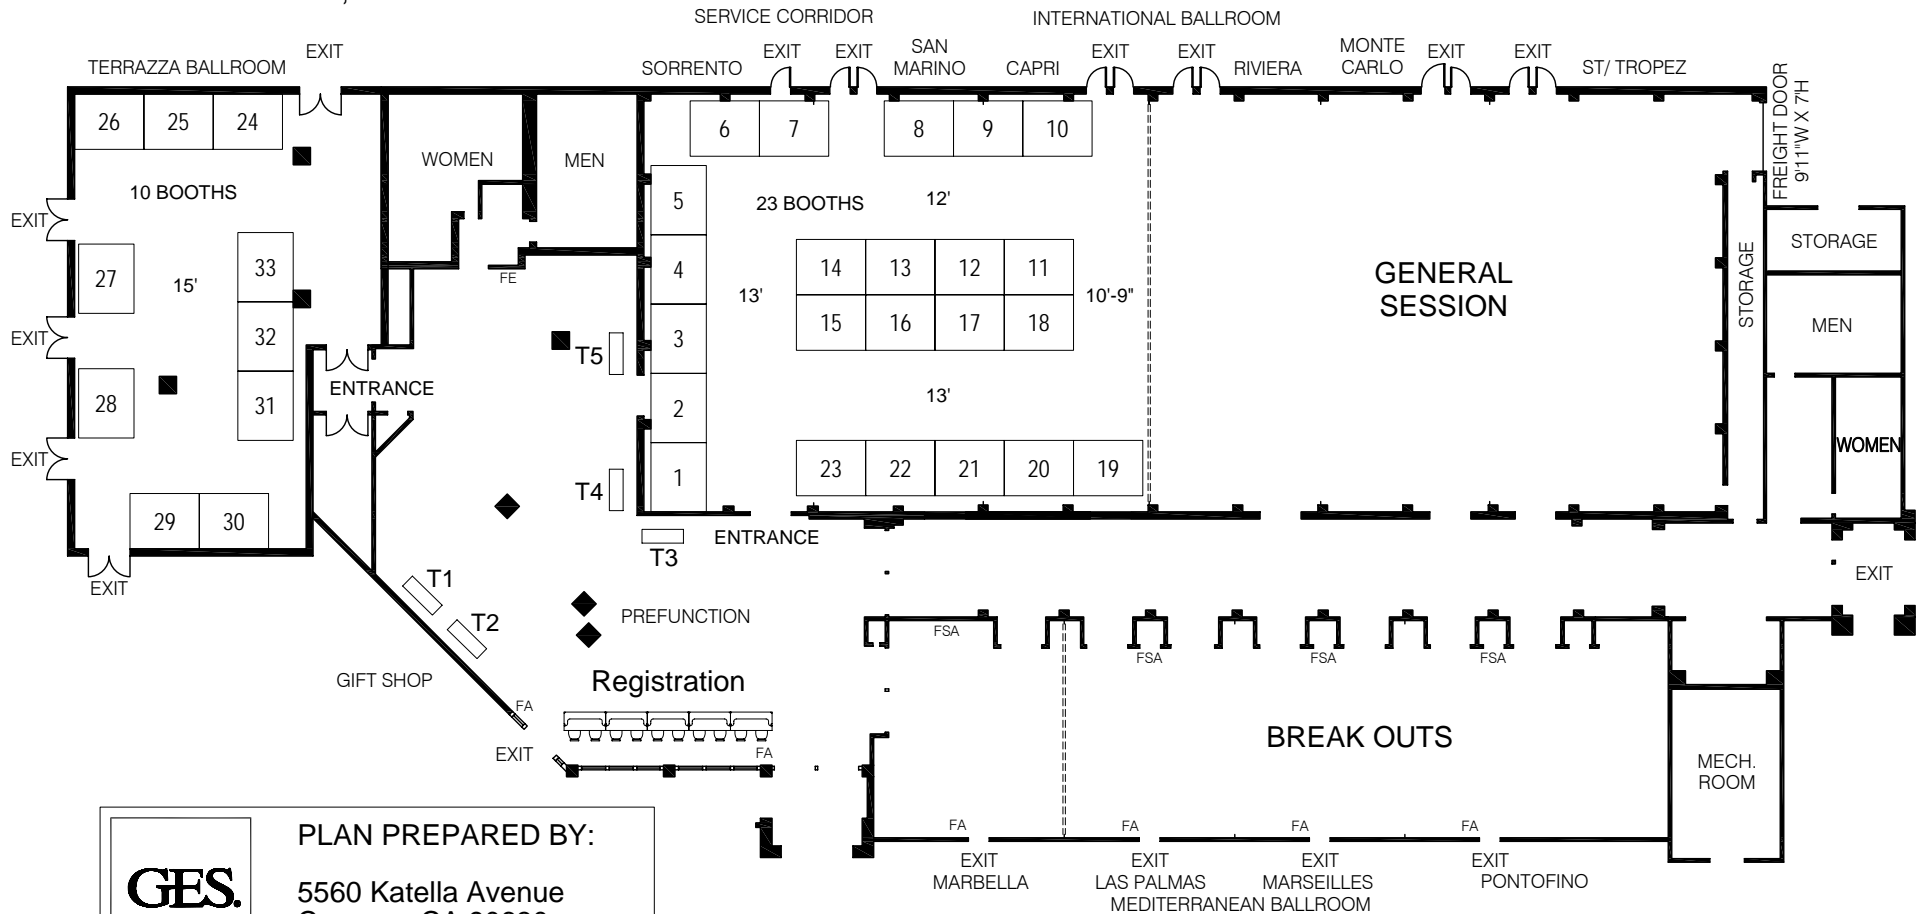 SERVICE CORRIDOR
INTERNATIONAL BALLROOM
EXIT
EXIT
EXIT
SAN
MARINO
EXIT
EXIT
MONTE
CARLO
EXIT
EXIT
TERRAZZA BALLROOM
SORRENTO
CAPRI
RIVIERA
ST/ TROPEZ
FREIGHT DOOR
9'11"W X 7'H
26
25
24
6
7
8
9
10
WOMEN
MEN
10 BOOTHS
5
23 BOOTHS
12'
EXIT
27
15'
33
FE
4
13'
14
13
12
11
10'-9"
GENERAL
SESSION
STORAGE
STORAGE
EXIT
32
T5
3
15
16
17
18
MEN
ENTRANCE
28
31
2
13'
EXIT
WOMEN
T4
1
23
22
21
20
19
29
30
T3
ENTRANCE
EXIT
EXIT
T1
T2
PREFUNCTION
FSA
FSA
FSA
FSA
GIFT SHOP
Registration
FA
EXIT
FA
BREAK OUTS
MECH.
ROOM
FA
FA
FA
FA
EXIT
MARBELLA
EXIT
LAS PALMAS
EXIT
MARSEILLES
EXIT
PONTOFINO
MEDITERRANEAN BALLROOM
PLAN PREPARED BY:
GES.
5560 Katella Avenue